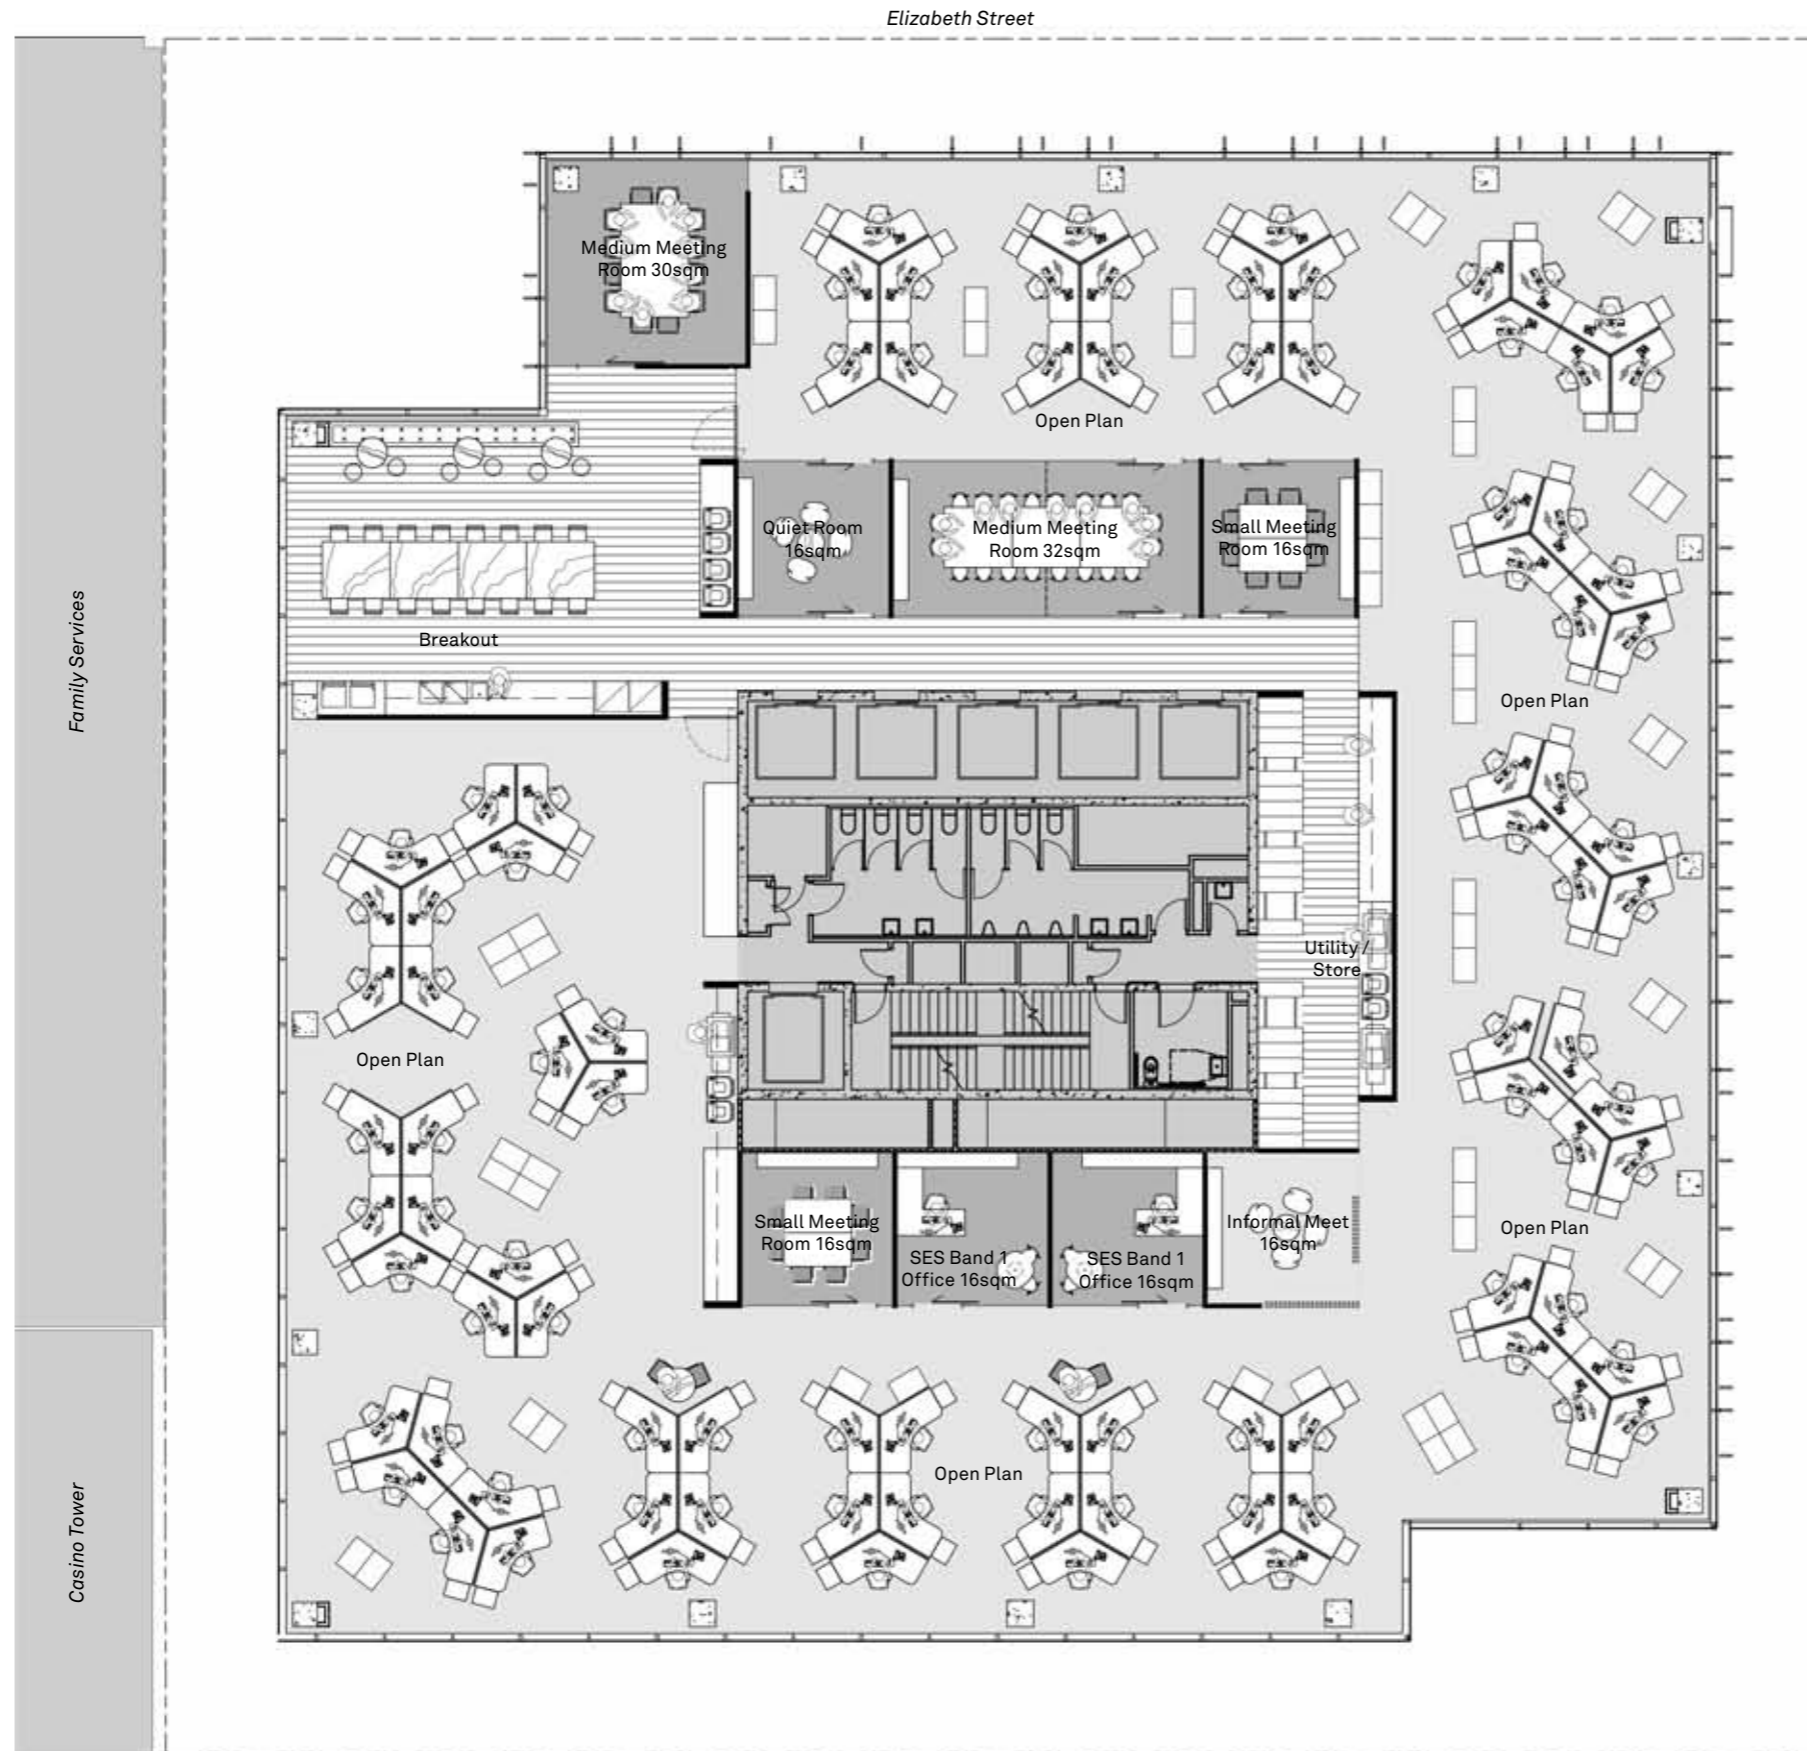 Elizabeth Street
Medium Meeting
Room 30sqm
Open Plan
Quiet Room
16sqm
Medium Meeting
Room 32sqm
Small Meeting
Room 16sqm
Family Services
Breakout
Open Plan
Utility /
Store
Open Plan
Small Meeting
Room 16sqm
SES Band 1
Office 16sqm
SES Band 1
Office 16sqm
Informal Meet
16sqm
Open Plan
Open Plan
Casino Tower